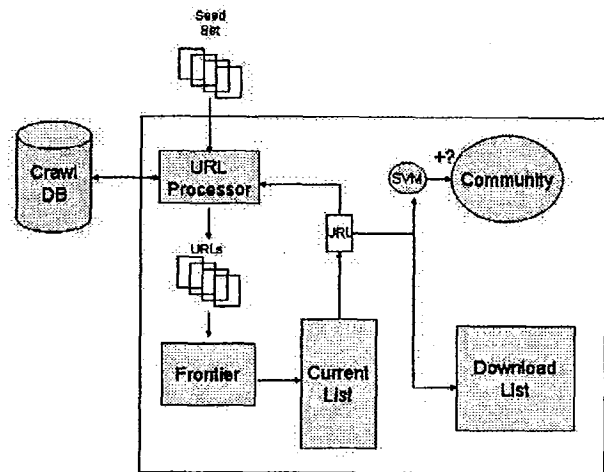 Seed
Set
Crawl
DB
URL
Processor
+?
SVM
Community
URL
URLs
Frontier
Current
List
Download
List